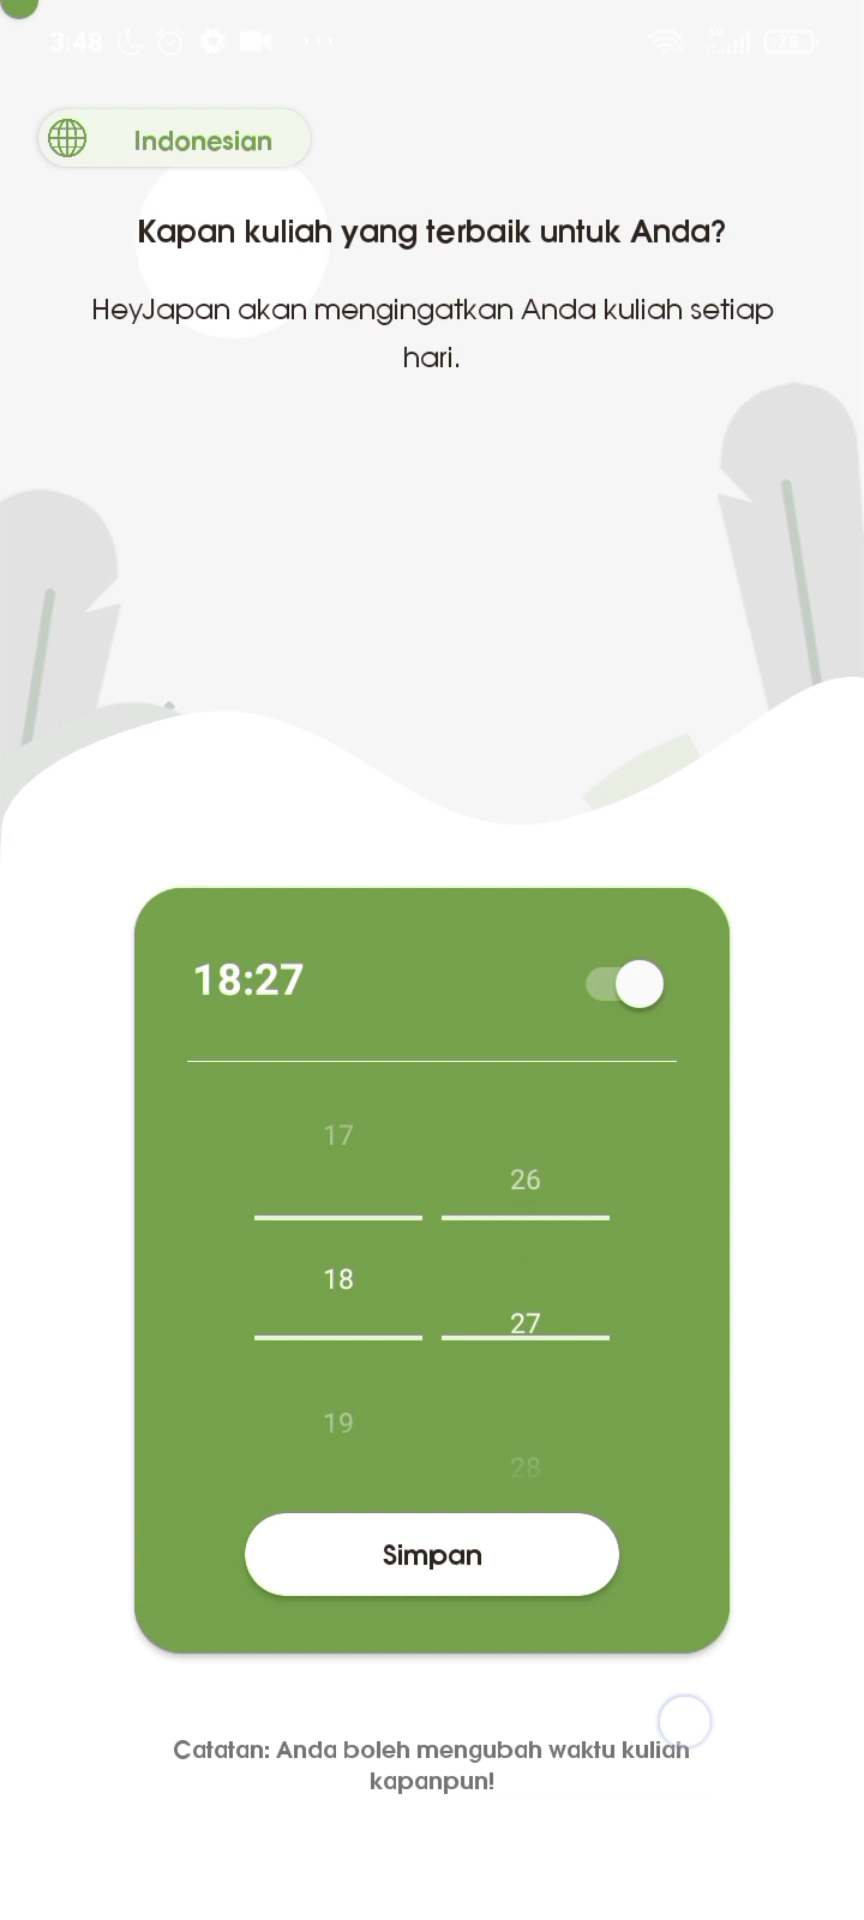 3:48
78
Indonesian
Kapan kuliah yang terbaik untuk Anda?
HeyJapan akan mengingatkan Anda kuliah setiap
hari.
18:27
17
26
18
27
19
28
Simpan
Catatan: Anda boleh mengubah waktu kuliah
kapanpun!